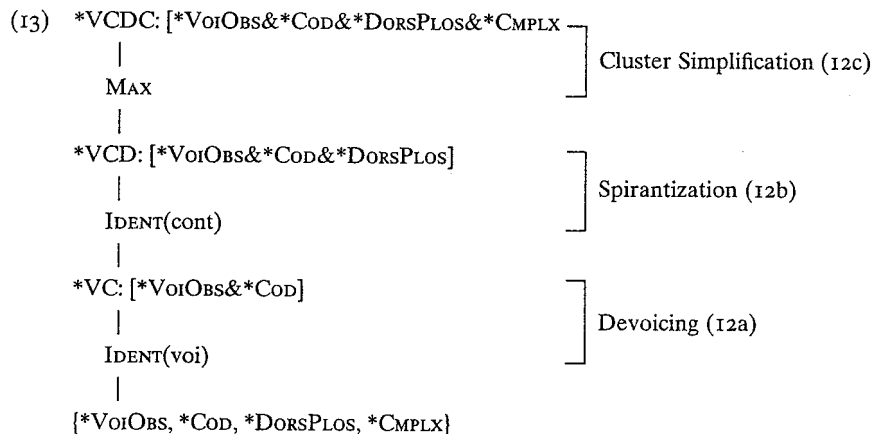 (13) *VCDC: [*VOIOBS&*COD&*DORSPLOS&*CMPLX
Cluster Simplification (12c)
MAX
*VCD: [*VOIOBS&*COD&*DORSPLOS]
Spirantization (12b)
IDENT(cont)
*VC: [*VOIOBS&*COD]
Devoicing (12a)
IDENT(voi)
{*VOIOBS, *COD, *DORSPLOS, *CMPLX}